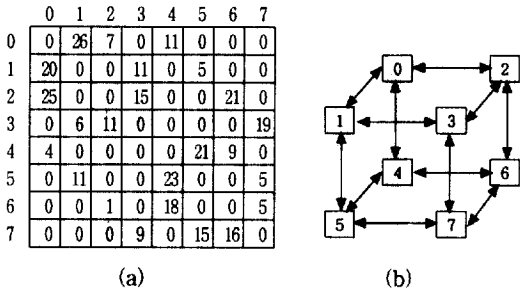 0 1 2 3 4 5 6 7
0 0 26 7 0 11 0 0 0
1 20 0 0 11 0 5 0 0
2 25 0 0 15 0 0 21 0
3 0 6 11 0 0 0 0 19
4 4 0 0 0 0 21 9 0
5 0 11 0 0 23 0 0 5
6 0 0 1 0 18 0 0 5
7 0 0 0 9 0 15 16 0
(a)
0 2
1 3
4 6
5 7
(b)